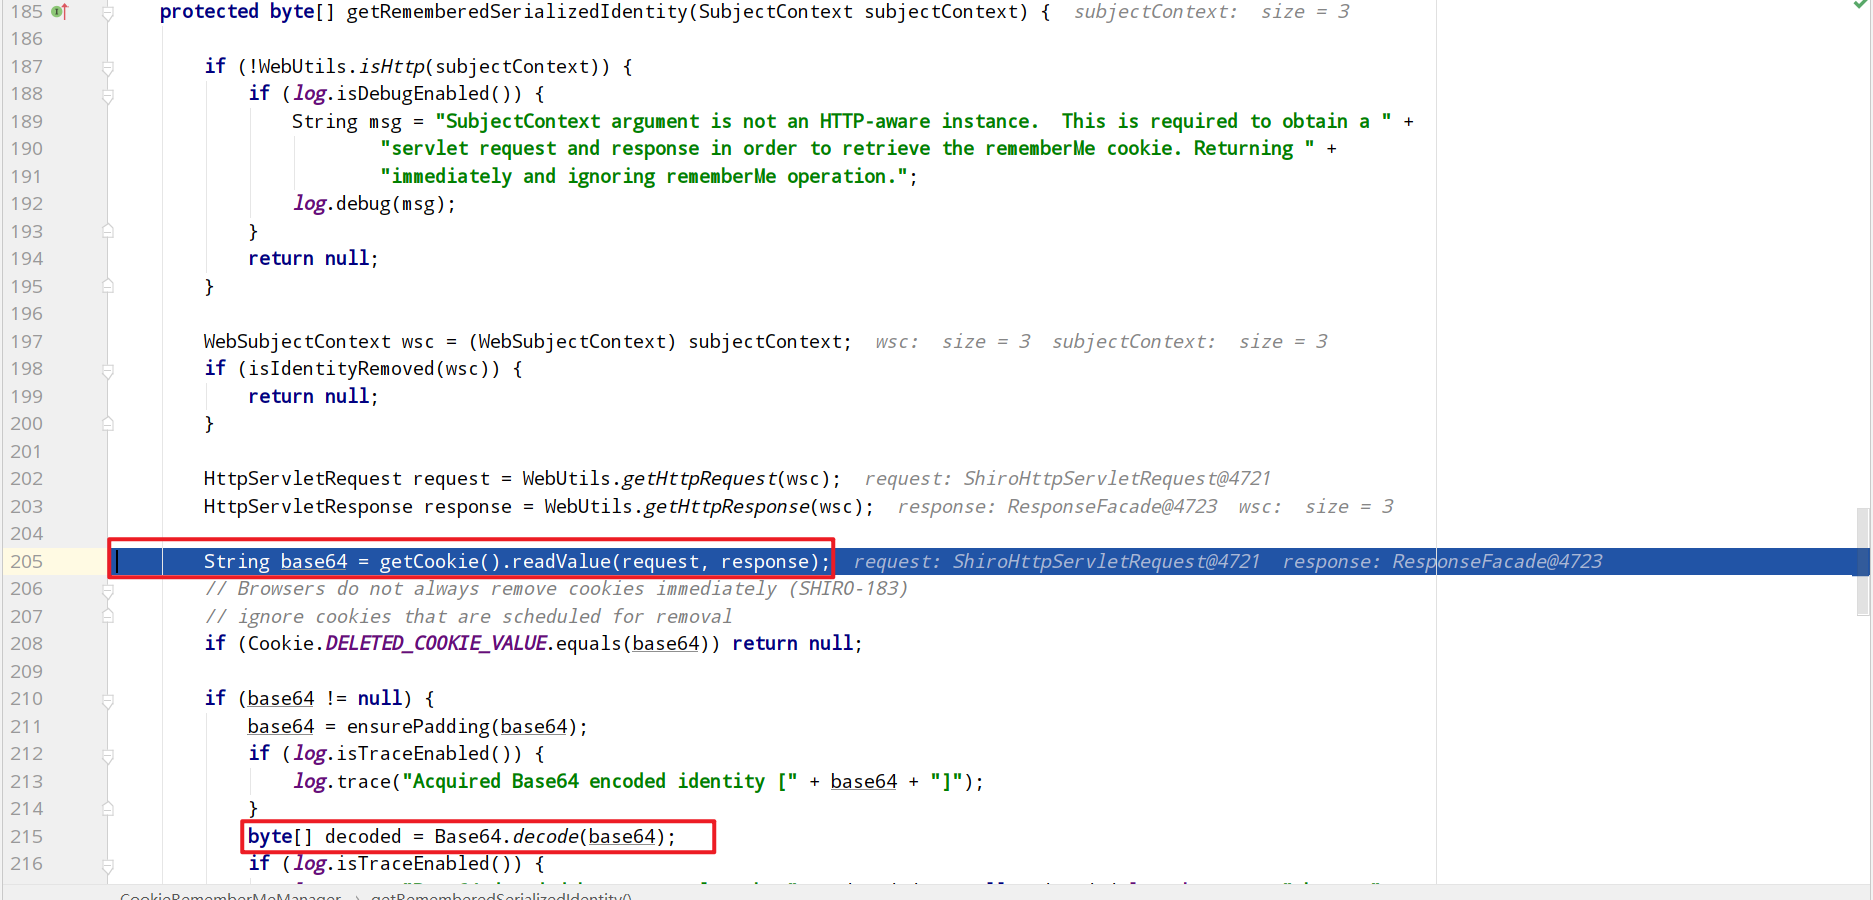 185 protected byte[] getRememberedSerializedIdentity(SubjectContext subjectContext) { subjectContext: size = 3
186
187 if (!WebUtils.isHttp(subjectContext)) {
188 if (log.isDebugEnabled()) {
189 String msg = "SubjectContext argument is not an HTTP-aware instance.  This is required to obtain a " +
190 "servlet request and response in order to retrieve the rememberMe cookie. Returning " +
191 "immediately and ignoring rememberMe operation.";
192 log.debug(msg);
193 }
194 return null;
195 }
196
197 WebSubjectContext wsc = (WebSubjectContext) subjectContext; wsc: size = 3 subjectContext: size = 3
198 if (isIdentityRemoved(wsc)) {
199 return null;
200 }
201
202 HttpServletRequest request = WebUtils.getHttpRequest(wsc); request: ShiroHttpServletRequest@4721
203 HttpServletResponse response = WebUtils.getHttpResponse(wsc); response: ResponseFacade@4723 wsc: size = 3
204
205 String base64 = getCookie().readValue(request, response); request: ShiroHttpServletRequest@4721 response: ResponseFacade@4723
206 // Browsers do not always remove cookies immediately (SHIRO-183)
207 // ignore cookies that are scheduled for removal
208 if (Cookie.DELETED_COOKIE_VALUE.equals(base64)) return null;
209
210 if (base64 != null) {
211 base64 = ensurePadding(base64);
212 if (log.isTraceEnabled()) {
213 log.trace("Acquired Base64 encoded identity [" + base64 + "]");
214 }
215 byte[] decoded = Base64.decode(base64);
216 if (log.isTraceEnabled()) {
CookieRememberMeManager > getRememberedSerializedIdentity()